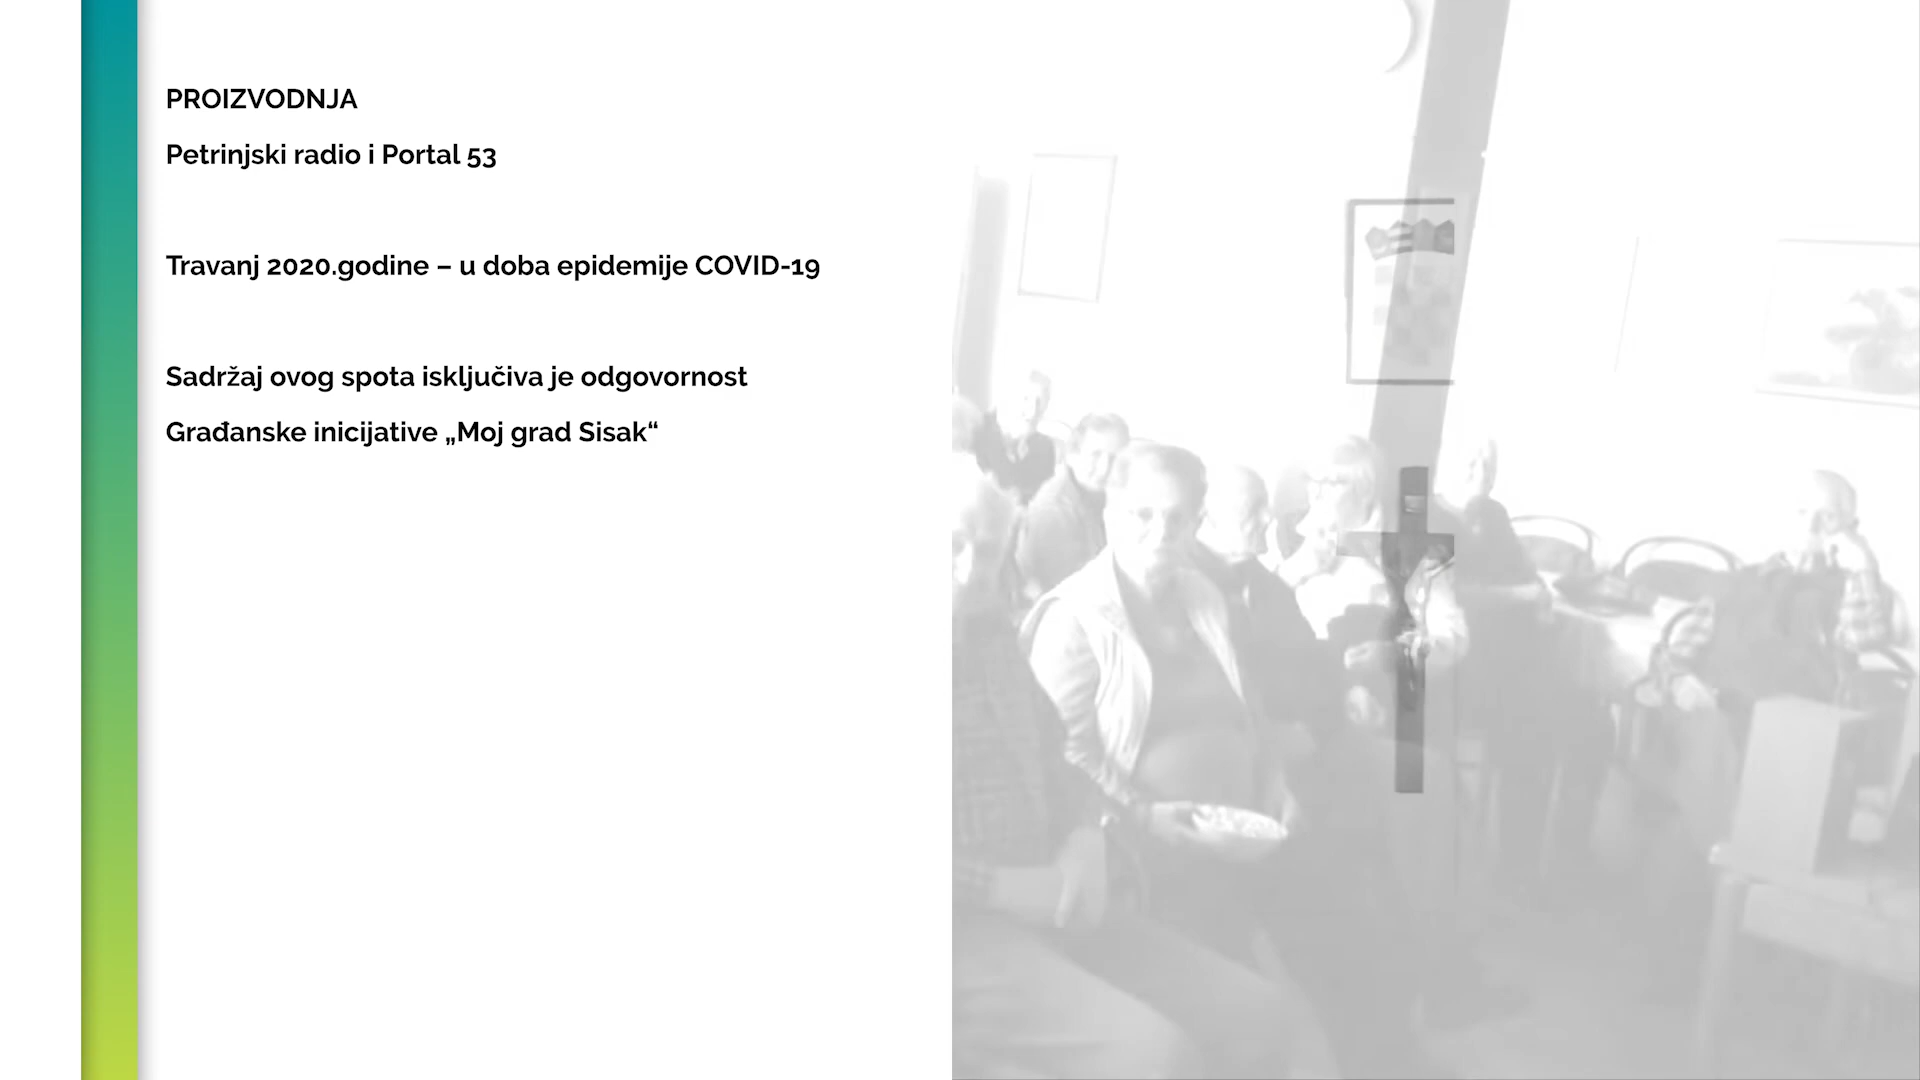 PROIZVODNJA
Petrinjski radio i Portal 53
Travanj 2020.godine – u doba epidemije COVID-19
Sadržaj ovog spota isključiva je odgovornost
Građanske inicijative „Moj grad Sisak“